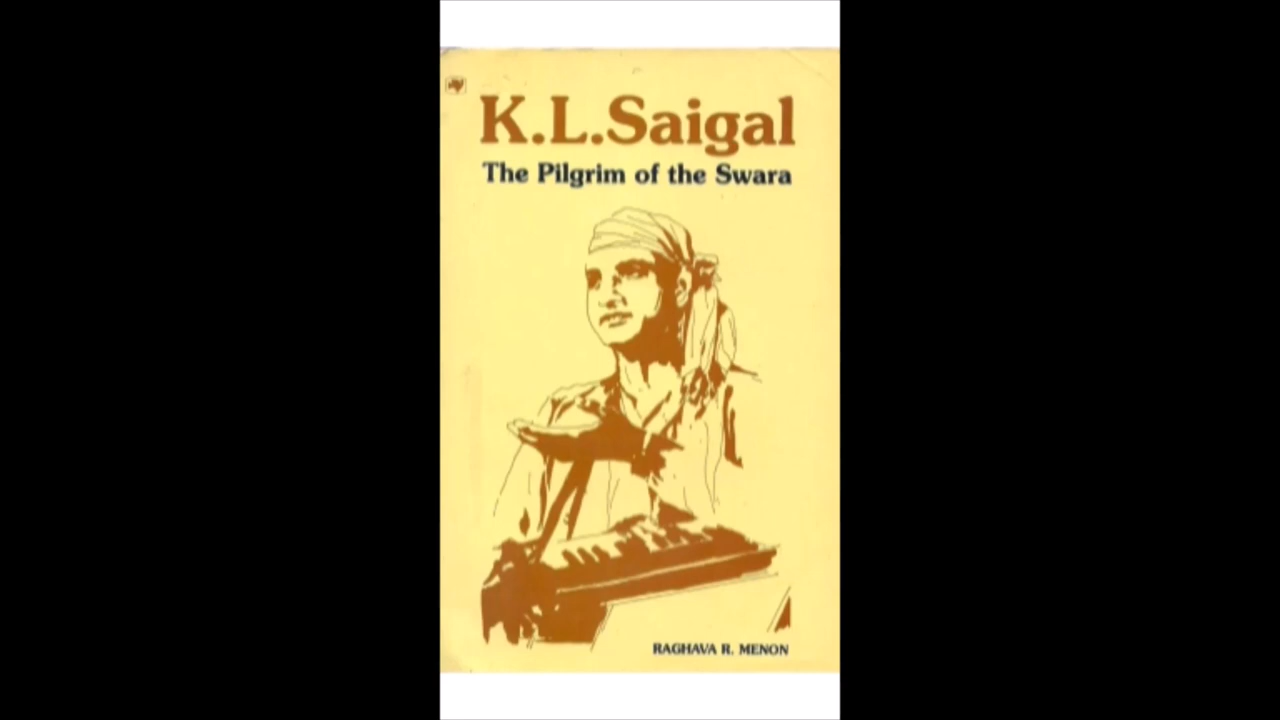 K.L.Saigal
The Pilgrim of the Swara
RAGHAVA R. MENON